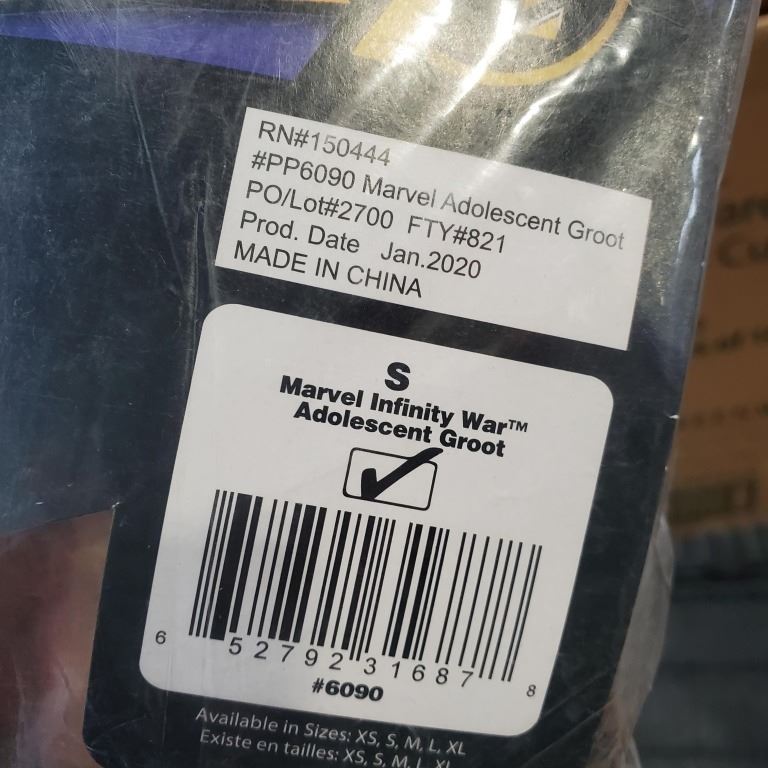 RN#150444
#PP6090 Marvel Adolescent Groot
PO/Lot#2700 FTY#821
Prod. Date Jan.2020
MADE IN CHINA
S
Marvel Infinity War™
Adolescent Groot
6 52792 31687 8
#6090
Available in Sizes: XS, S, M, L, XL
Existe en tailles: XS, S, M, L, XL